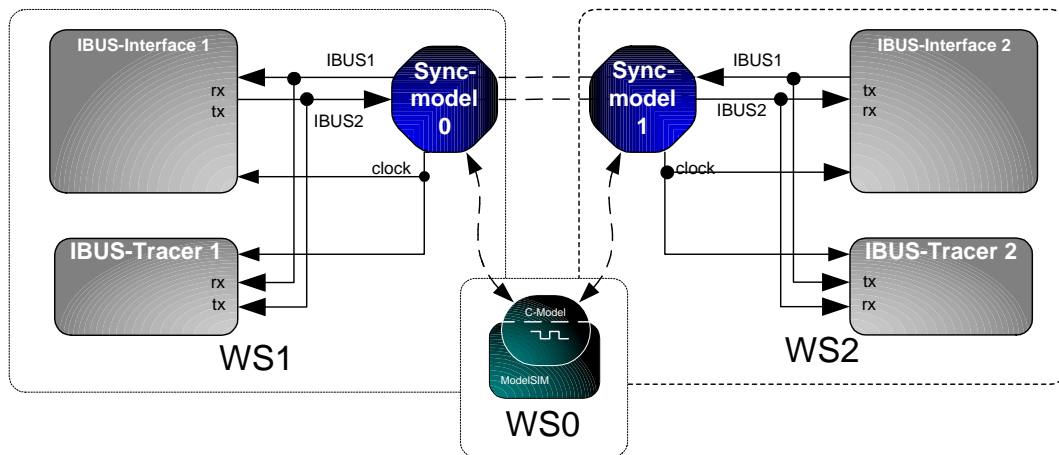 IBUS-Interface 1
rx
tx
IBUS1
IBUS2
Sync-
model
0
clock
IBUS-Tracer 1
rx
tx
WS1
Sync-
model
1
IBUS1
IBUS2
clock
IBUS-Interface 2
tx
rx
IBUS-Tracer 2
tx
rx
WS2
C-Model
ModelSIM
WS0